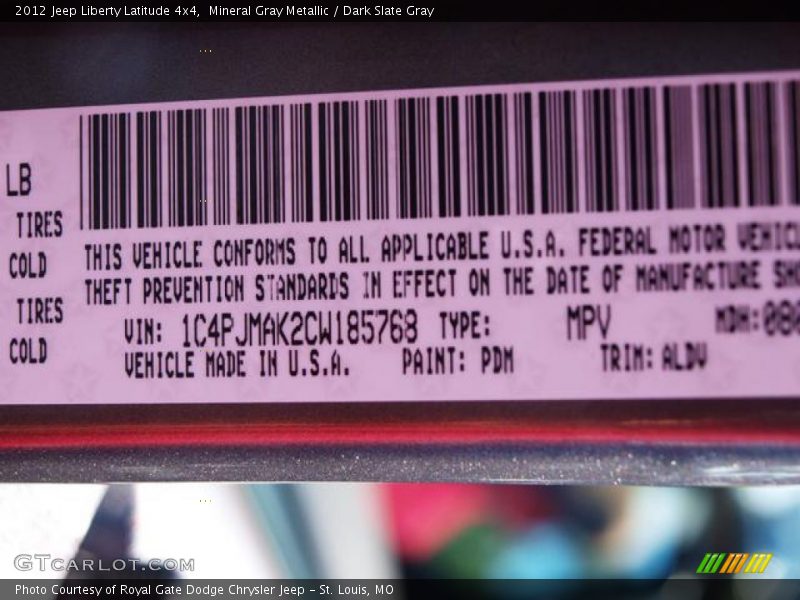 2012 Jeep Liberty Latitude 4x4,  Mineral Gray Metallic / Dark Slate Gray
LB
TIRES
COLD
TIRES
COLD
THIS VEHICLE CONFORMS TO ALL APPLICABLE U.S.A. FEDERAL MOTOR VEHICL
THEFT PREVENTION STANDARDS IN EFFECT ON THE DATE OF MANUFACTURE SHO
VIN: 1C4PJMAK2CW185768 TYPE: MPV MDH:080
VEHICLE MADE IN U.S.A. PAINT: PDM TRIM: ALDV
GTCARLOT.COM
Photo Courtesy of Royal Gate Dodge Chrysler Jeep – St. Louis, MO